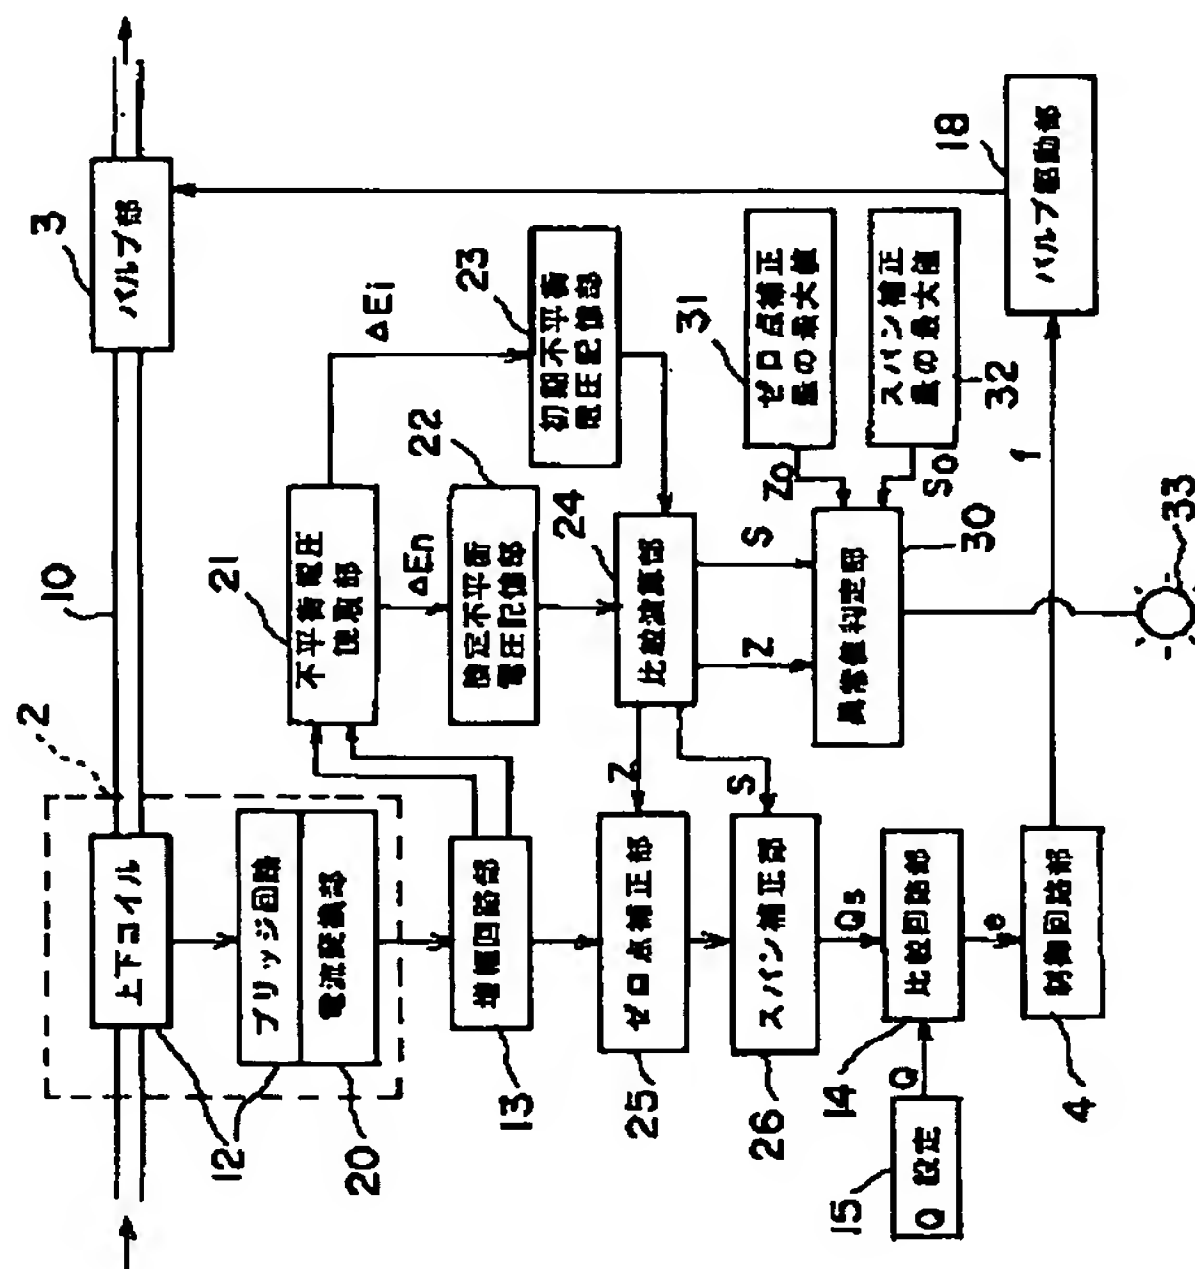 2
10
3
上下コイル
バルブ部
12
ブリッジ回路
電流変換部
20
21
不平衡電圧
読取部
ΔEi
ΔEn
13
増幅回路部
22
設定不平衡
電圧記憶部
23
初期不平衡
電圧記憶部
24
比較演算部
Z
S
Z
S
25
ゼロ点補正部
26
スパン補正部
31
ゼロ点補正
量の最大値
Zo
32
スパン補正
量の最大値
So
30
異常値判定部
Qs
15
Q 設定
Q
14
比較回路部
e
4
制御回路部
f
18
バルブ駆動部
33